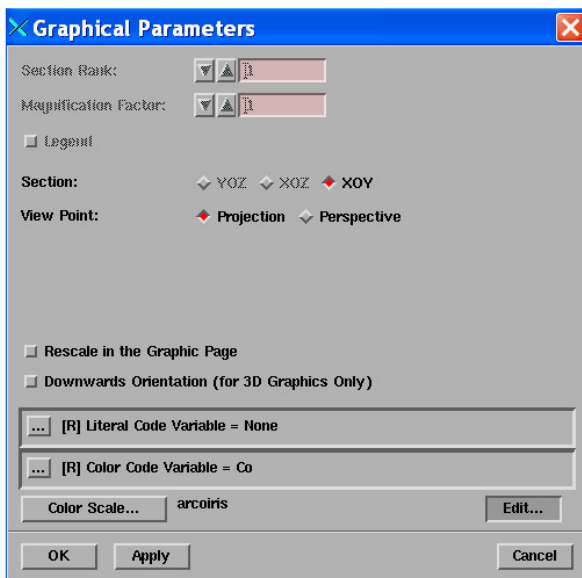 Graphical Parameters
Section Rank: 1
Magnification Factor: 1
Legend
Section: YOZ XOZ XOY
View Point: Projection Perspective
Rescale in the Graphic Page
Downwards Orientation (for 3D Graphics Only)
... [R] Literal Code Variable = None
... [R] Color Code Variable = Co
Color Scale... arcoiris Edit...
OK Apply Cancel